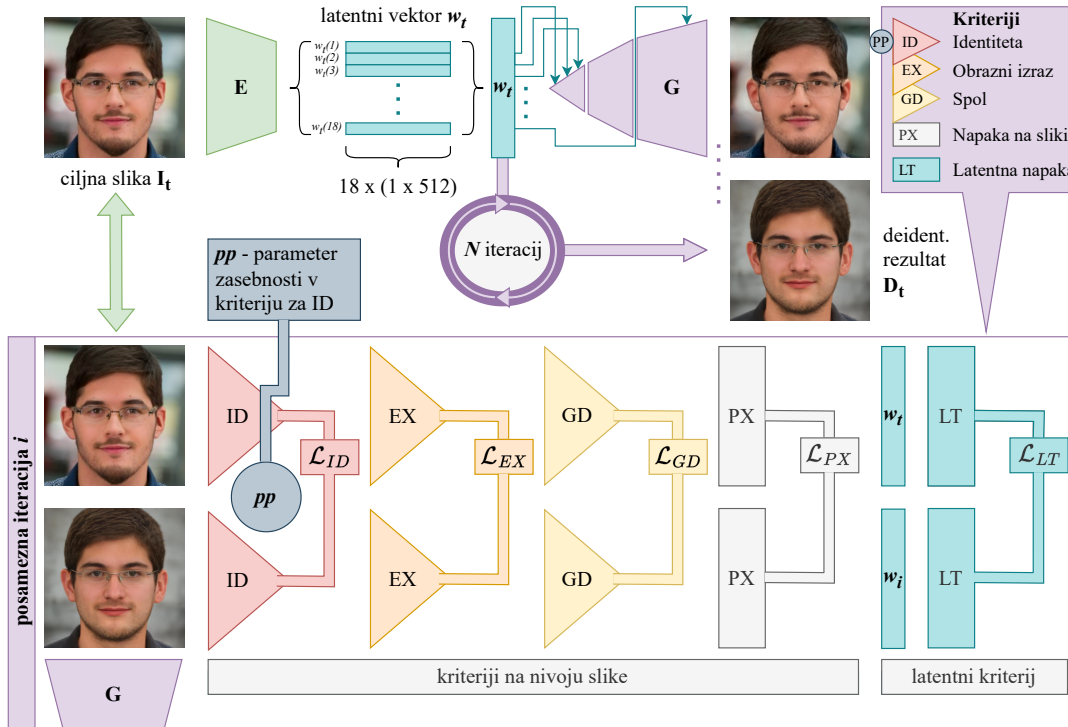 latentni vektor w_t
E
w_t(1)
w_t(2)
w_t(3)
w_t(18)
w_t
G
18 x (1 x 512)
ciljna slika I_t
N iteracij
deident.
rezultat
D_t
Kriteriji
PP
ID
Identiteta
EX
Obrazni izraz
GD
Spol
PX
Napaka na sliki
LT
Latentna napaka
pp - parameter
zasebnosti v
kriteriju za ID
posamezna iteracija i
ID
EX
GD
PX
w_t
LT
ℒ_ID
ℒ_EX
ℒ_GD
ℒ_PX
ℒ_LT
pp
ID
EX
GD
PX
w_i
LT
G
kriteriji na nivoju slike
latentni kriterij